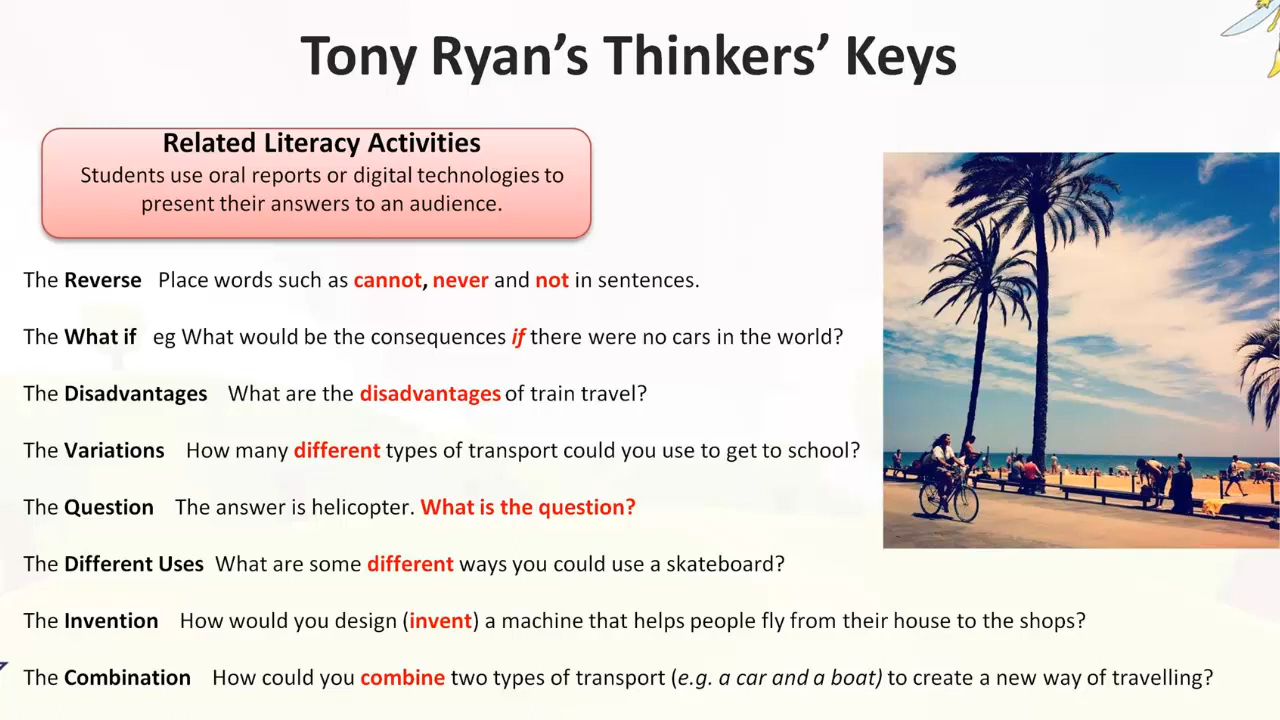 Tony Ryan’s Thinkers’ Keys
Related Literacy Activities
Students use oral reports or digital technologies to
present their answers to an audience.
The Reverse Place words such as cannot, never and not in sentences.
The What if eg What would be the consequences if there were no cars in the world?
The Disadvantages What are the disadvantages of train travel?
The Variations How many different types of transport could you use to get to school?
The Question The answer is helicopter. What is the question?
The Different Uses What are some different ways you could use a skateboard?
The Invention How would you design (invent) a machine that helps people fly from their house to the shops?
The Combination How could you combine two types of transport (e.g. a car and a boat) to create a new way of travelling?